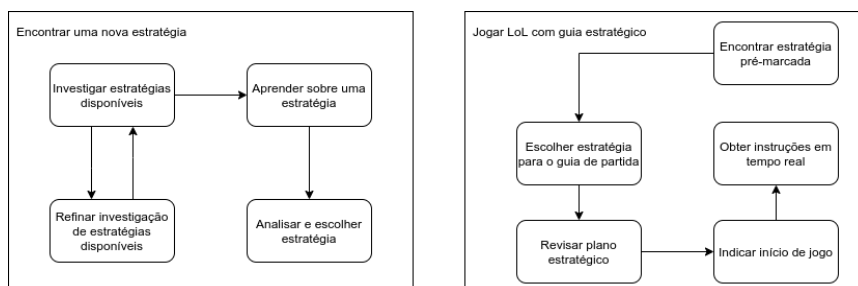 Encontrar uma nova estratégia
Investigar estratégias
disponíveis
Aprender sobre uma
estratégia
Refinar investigação
de estratégias
disponíveis
Analisar e escolher
estratégia
Jogar LoL com guia estratégico
Encontrar estratégia
pré-marcada
Escolher estratégia
para o guia de partida
Obter instruções em
tempo real
Revisar plano
estratégico
Indicar início de jogo